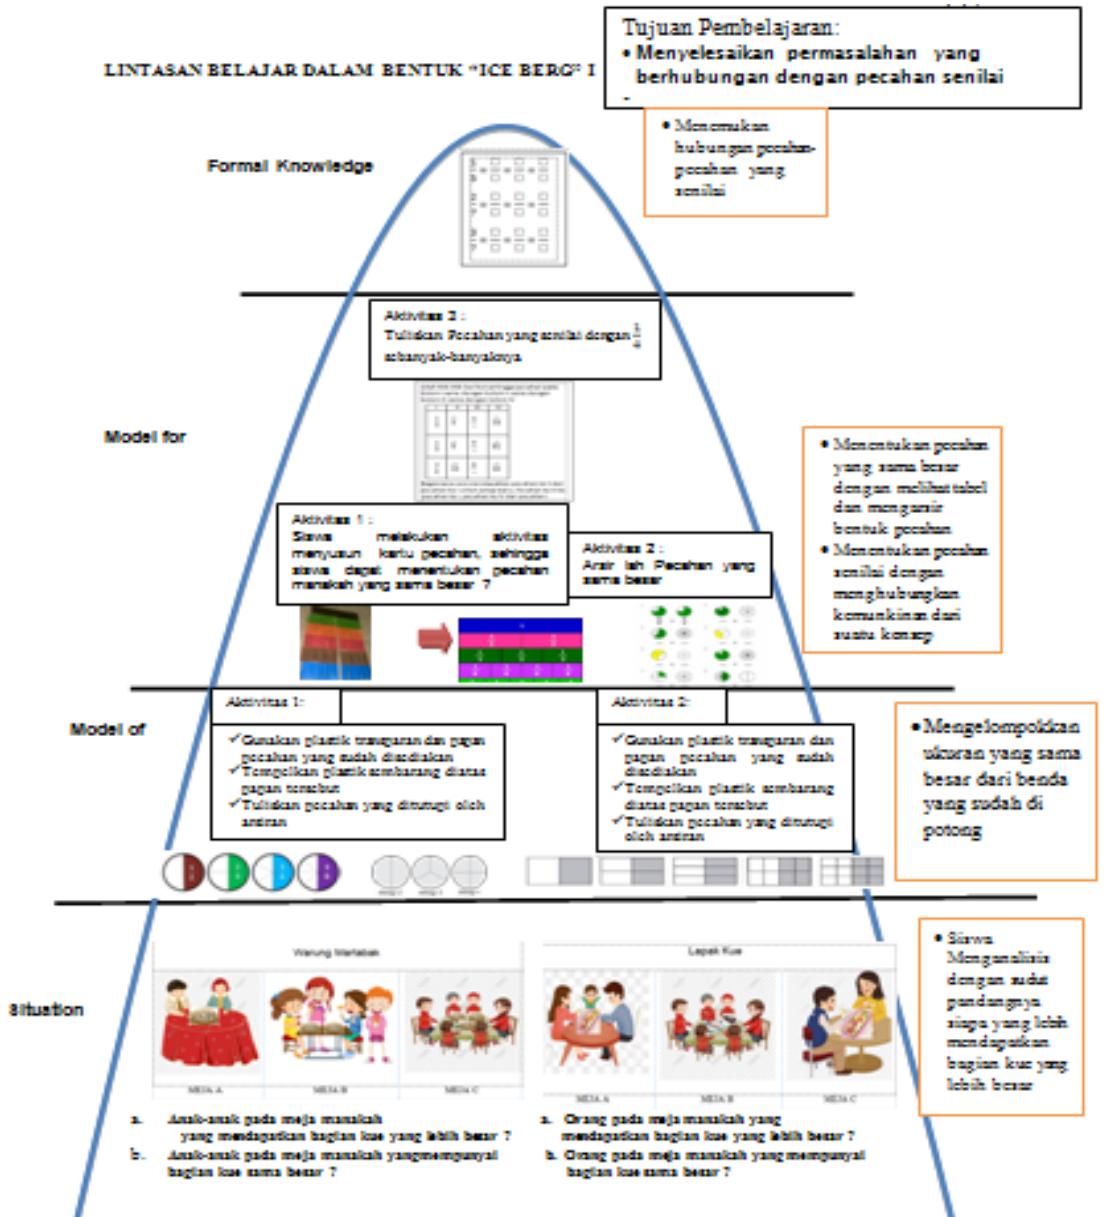 Tujuan Pembelajaran:
• Menyelesaikan permasalahan yang
berhubungan dengan pecahan senilai
-
LINTASAN BELAJAR DALAM BENTUK “ICE BERG” I
• Menemukan
hubungan pecahan-
pecahan yang
senilai
Formal Knowledge
Aktivitas 3 :
Tuliskan Pecahan yang senilai dengan
sebanyak-banyaknya
Model for
• Menentukan pecahan
yang sama besar
dengan melihat tabel
dan mengarsir
bentuk pecahan
• Menentukan pecahan
senilai dengan
menghubungkan
kemunkinan dari
suatu konsep
Aktivitas 1 :
Siswa melakukan aktivitas
menyusun kartu pecahan, sehingga
siswa dapat menentukan pecahan
manakah yang sama besar ?
Aktivitas 2 :
Arsir lah Pecahan yang
sama besar
Model of
Aktivitas 1:
✓Gunakan plastik transparan dan papan
pecahan yang sudah disediakan
✓Tempelkan plastik sembarang diatas
papan tersebut
✓Tuliskan pecahan yang ditutupi oleh
arsiran
Aktivitas 2:
✓Gunakan plastik transparan dan
papan pecahan yang sudah
disediakan
✓Tempelkan plastik sembarang
diatas papan tersebut
✓Tuliskan pecahan yang ditutupi
oleh arsiran
• Mengelompokkan
ukuran yang sama
besar dari benda
yang sudah di
potong
Situation
Warung Martabak
MEJA A
MEJA B
MEJA C
Lapak Kue
MEJA A
MEJA B
MEJA C
• Siswa
Menganalisis
dengan sudut
pandangnya
siapa yang lebih
mendapatkan
bagian kue yang
lebih besar
a. Anak-anak pada meja manakah
yang mendapatkan bagian kue yang lebih besar ?
b. Anak-anak pada meja manakah yang mempunyai
bagian kue sama besar ?
a. Orang pada meja manakah yang
mendapatkan bagian kue yang lebih besar ?
b. Orang pada meja manakah yang mempunyai
bagian kue sama besar ?